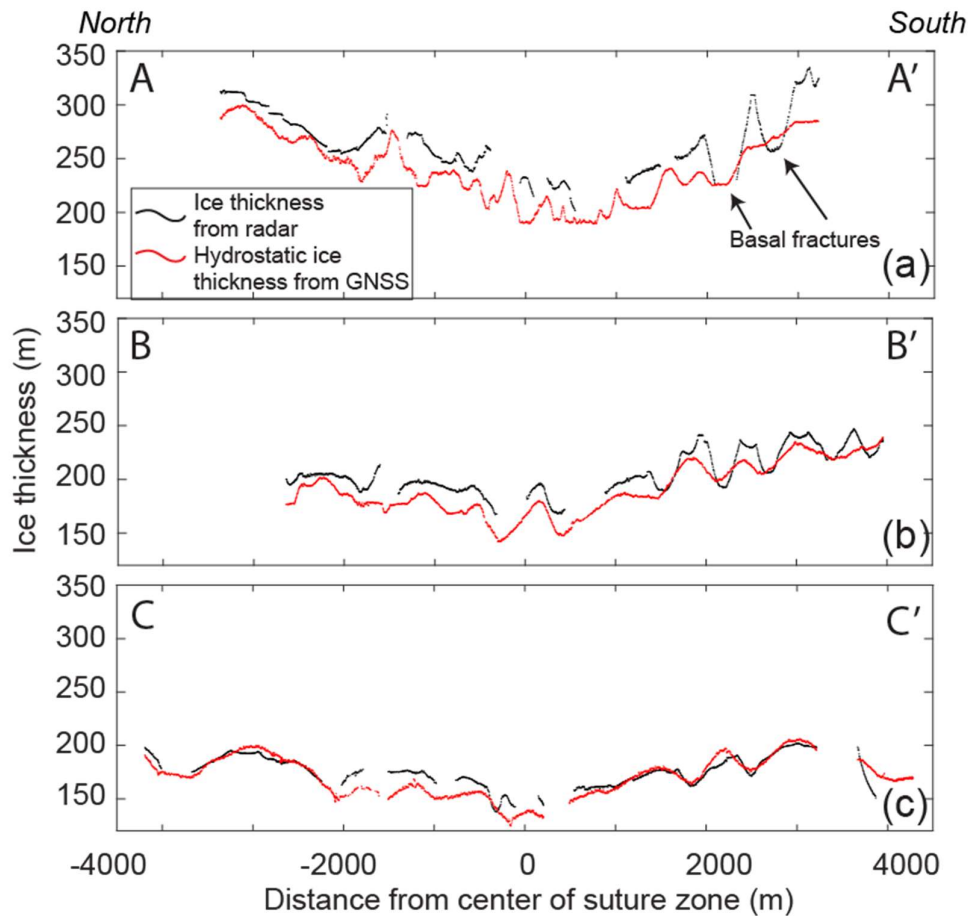 North South
350
300
250
200
150
A A′
Ice thickness
from radar
Hydrostatic ice
thickness from GNSS
Basal fractures
(a)
Ice thickness (m)
350
300
250
200
150
B B′
(b)
350
300
250
200
150
C C′
(c)
-4000 -2000 0 2000 4000
Distance from center of suture zone (m)